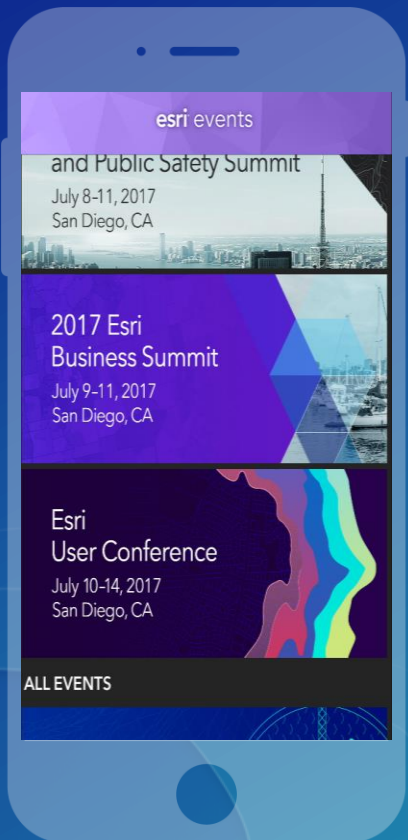 esri events
and Public Safety Summit
July 8-11, 2017
San Diego, CA
2017 Esri
Business Summit
July 9-11, 2017
San Diego, CA
Esri
User Conference
July 10-14, 2017
San Diego, CA
ALL EVENTS